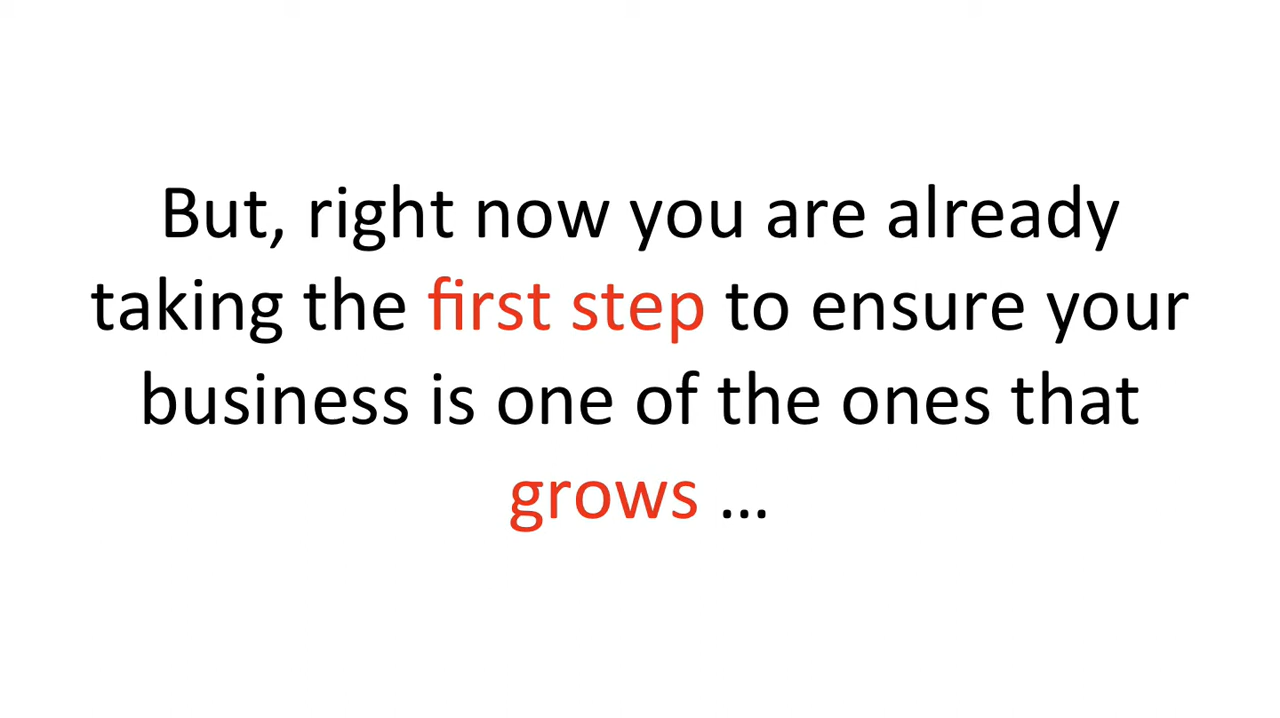 But, right now you are already
taking the first step to ensure your
business is one of the ones that
grows ...